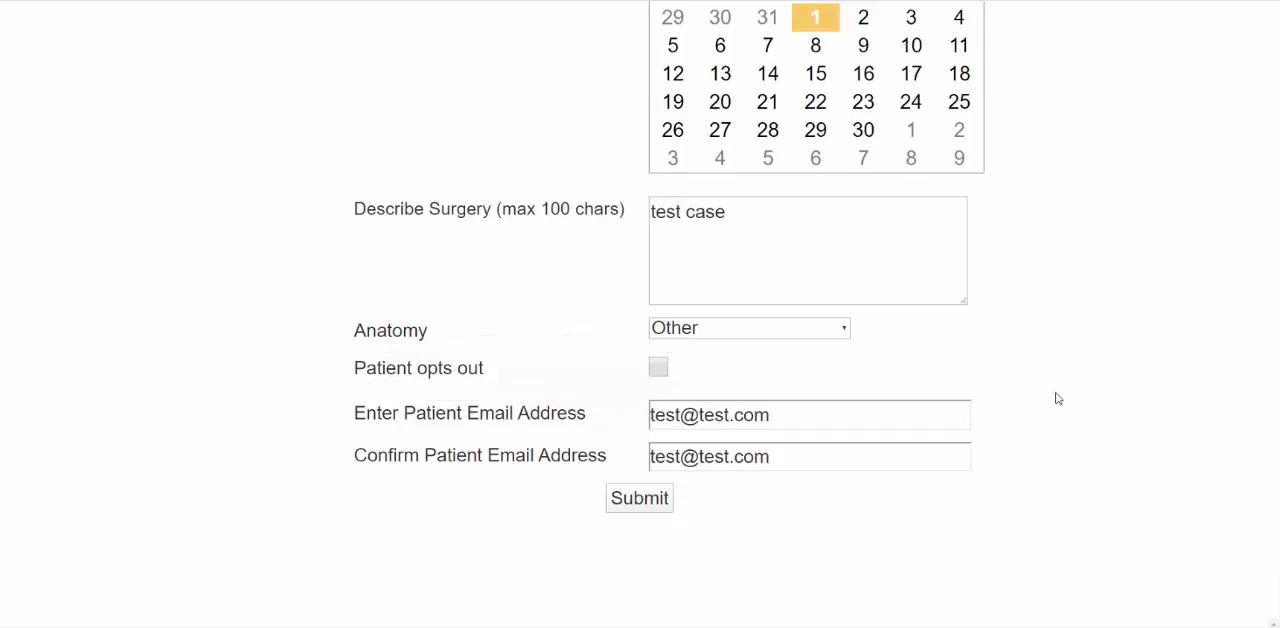 29 30 31 1 2 3 4
5 6 7 8 9 10 11
12 13 14 15 16 17 18
19 20 21 22 23 24 25
26 27 28 29 30 1 2
3 4 5 6 7 8 9
Describe Surgery (max 100 chars) test case
Anatomy Other
Patient opts out
Enter Patient Email Address test@test.com
Confirm Patient Email Address test@test.com
Submit